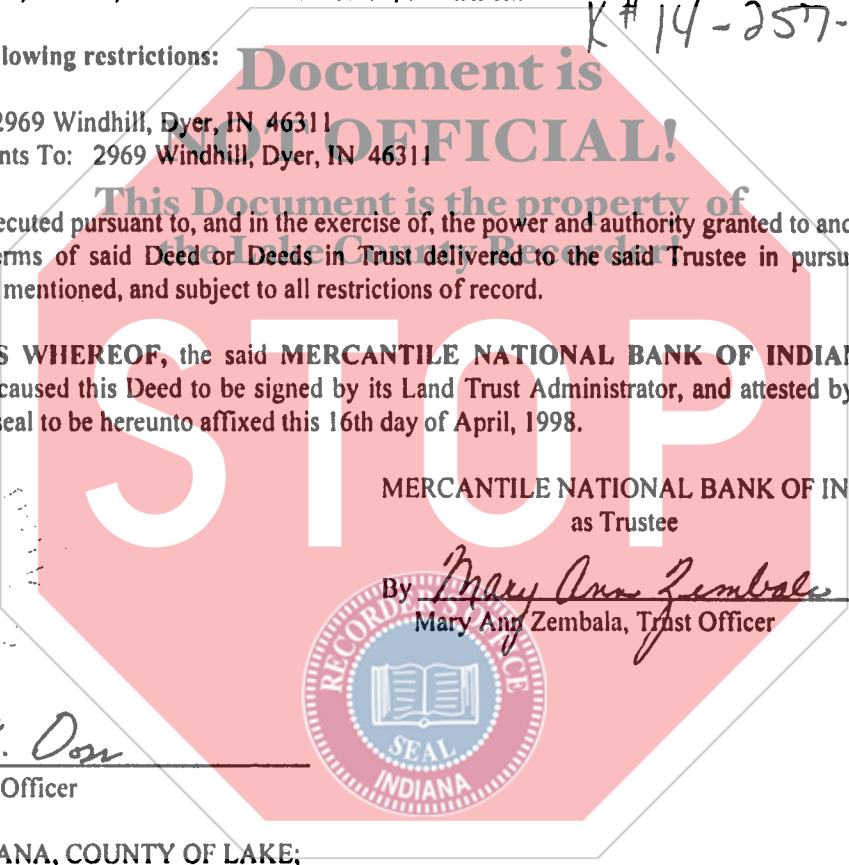 K# 14-257-
lowing restrictions:
Document is
2969 Windhill, Dyer, IN 46311
NOT OFFICIAL!
nts To: 2969 Windhill, Dyer, IN 46311
This Document is the property of
ecuted pursuant to, and in the exercise of, the power and authority granted to and
the Lake County Recorder!
erms of said Deed or Deeds in Trust delivered to the said Trustee in pursu
mentioned, and subject to all restrictions of record.
S WHEREOF, the said MERCANTILE NATIONAL BANK OF INDIAN
caused this Deed to be signed by its Land Trust Administrator, and attested by
seal to be hereunto affixed this 16th day of April, 1998.
STOP
MERCANTILE NATIONAL BANK OF IN
as Trustee
By Mary Ann Zembala
Mary Ann Zembala, Trust Officer
RECORDER'S OFFICE
SEAL
INDIANA
Officer
ANA, COUNTY OF LAKE;